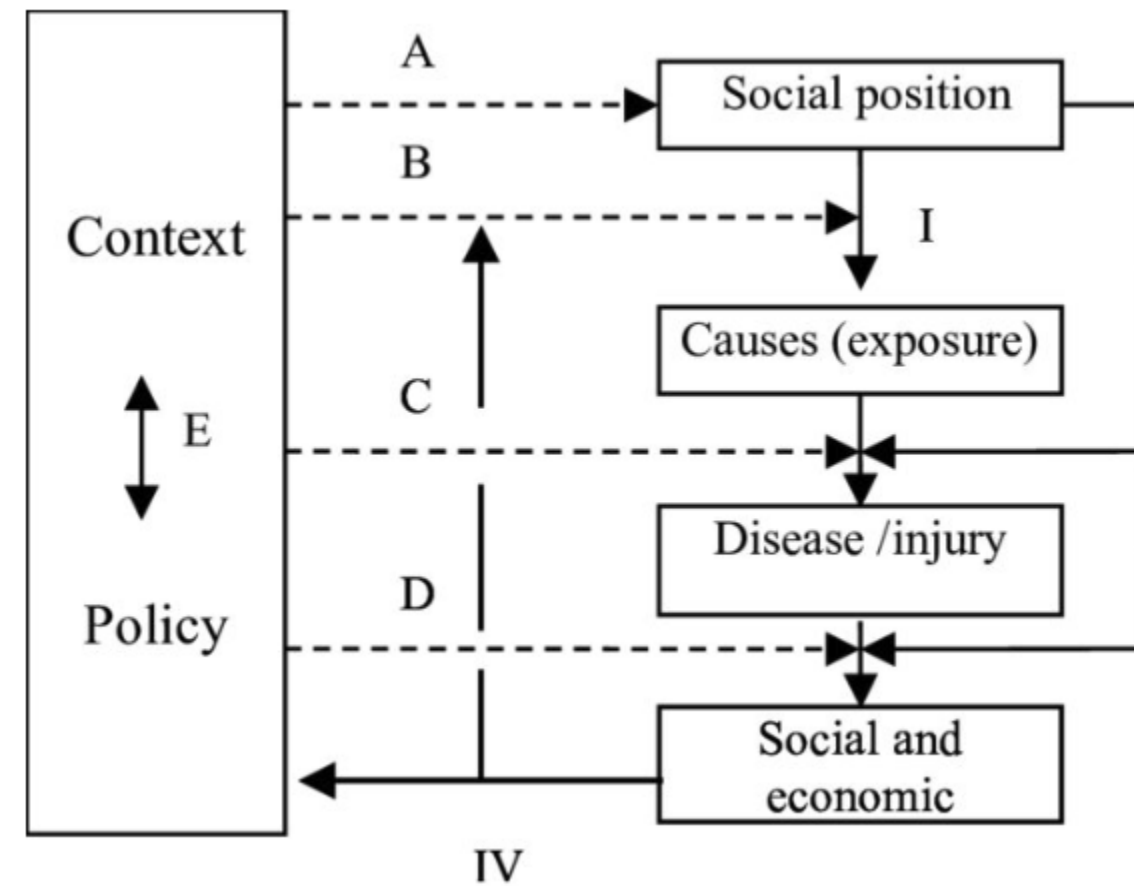 A
Social position
B
I
Context
Causes (exposure)
C
E
Disease /injury
D
Policy
Social and
economic
IV